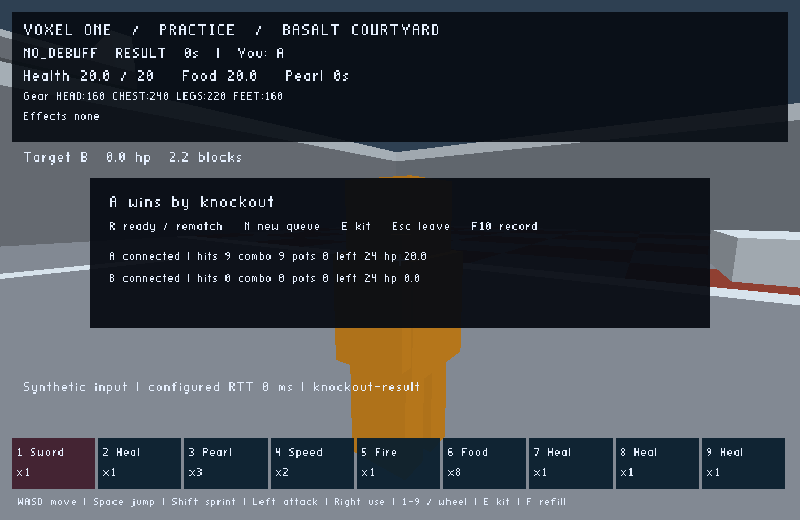 VOXEL ONE / PRACTICE / BASALT COURTYARD
NO_DEBUFF RESULT 0s | You: A
Health 20.0 / 20 Food 20.0 Pearl 0s
Gear HEAD:160 CHEST:240 LEGS:220 FEET:160
Effects none
Target B 0.0 hp 2.2 blocks
A wins by knockout
R ready / rematch N new queue E kit Esc leave F10 record
A connected | hits 9 combo 9 pots 0 left 24 hp 20.0
B connected | hits 0 combo 0 pots 0 left 24 hp 0.0
Synthetic input | configured RTT 0 ms | knockout-result
1 Sword 2 Heal 3 Pearl 4 Speed 5 Fire 6 Food 7 Heal 8 Heal 9 Heal
x1 x1 x3 x2 x1 x8 x1 x1 x1
WASD move | Space jump | Shift sprint | Left attack | Right use | 1-9 / wheel | E kit | F refill